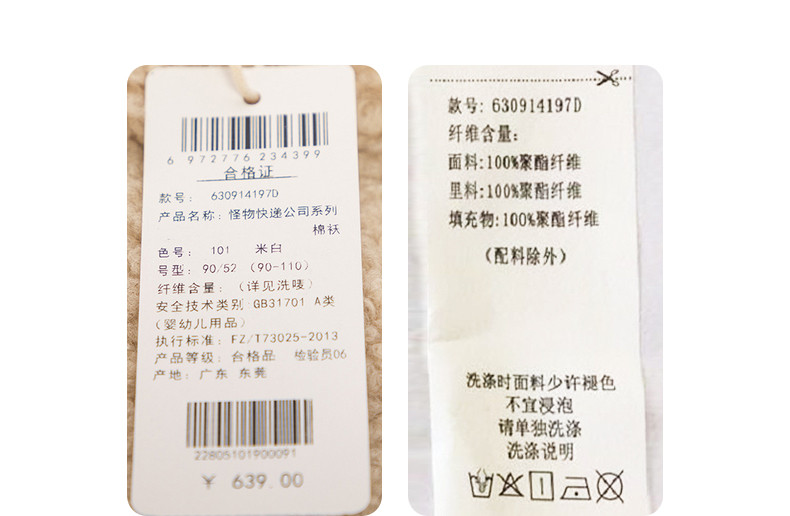 6 972776 234399
合格证
款号: 630914197D
产品名称: 怪物快递公司系列
棉袄
色号: 101 米白
号型: 90/52 (90-110)
纤维含量: (详见洗唛)
安全技术类别:GB31701 A类
(婴幼儿用品)
执行标准: FZ/T73025-2013
产品等级: 合格品 检验员06
产地: 广东 东莞
22805101900091
¥ 639.00
款号: 630914197D
纤维含量:
面料:100%聚酯纤维
里料:100%聚酯纤维
填充物:100%聚酯纤维
(配料除外)
洗涤时面料少许褪色
不宜浸泡
请单独洗涤
洗涤说明